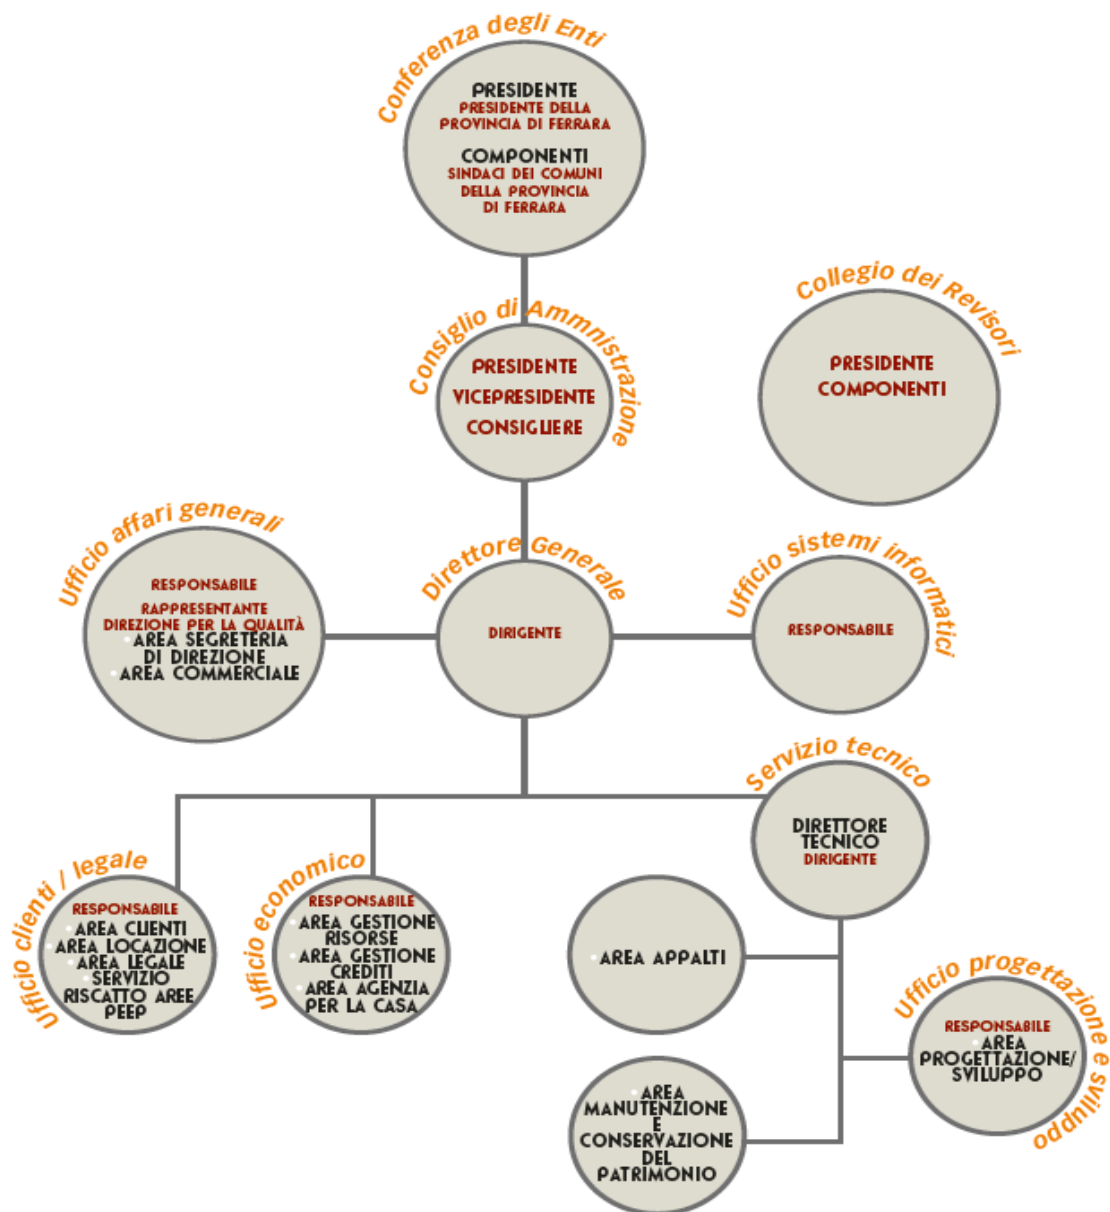 Conferenza degli Enti
PRESIDENTE
PRESIDENTE DELLA
PROVINCIA DI FERRARA
COMPONENTI
SINDACI DEI COMUNI
DELLA PROVINCIA
DI FERRARA
Collegio dei Revisori
PRESIDENTE
COMPONENTI
Consiglio di Ammnistrazione
PRESIDENTE
VICEPRESIDENTE
CONSIGLIERE
Ufficio affari generali
RESPONSABILE
RAPPRESENTANTE
DIREZIONE PER LA QUALITÀ
• AREA SEGRETERIA
DI DIREZIONE
• AREA COMMERCIALE
Direttore Generale
DIRIGENTE
Ufficio sistemi informatici
RESPONSABILE
Servizio tecnico
DIRETTORE
TECNICO
DIRIGENTE
Ufficio clienti / legale
RESPONSABILE
• AREA CLIENTI
• AREA LOCAZIONE
• AREA LEGALE
• SERVIZIO
RISCATTO AREE
PEEP
Ufficio economico
RESPONSABILE
• AREA GESTIONE
RISORSE
• AREA GESTIONE
CREDITI
• AREA AGENZIA
PER LA CASA
• AREA APPALTI
Ufficio progettazione e sviluppo
RESPONSABILE
• AREA
PROGETTAZIONE/
SVILUPPO
• AREA
MANUTENZIONE
E
CONSERVAZIONE
DEL
PATRIMONIO